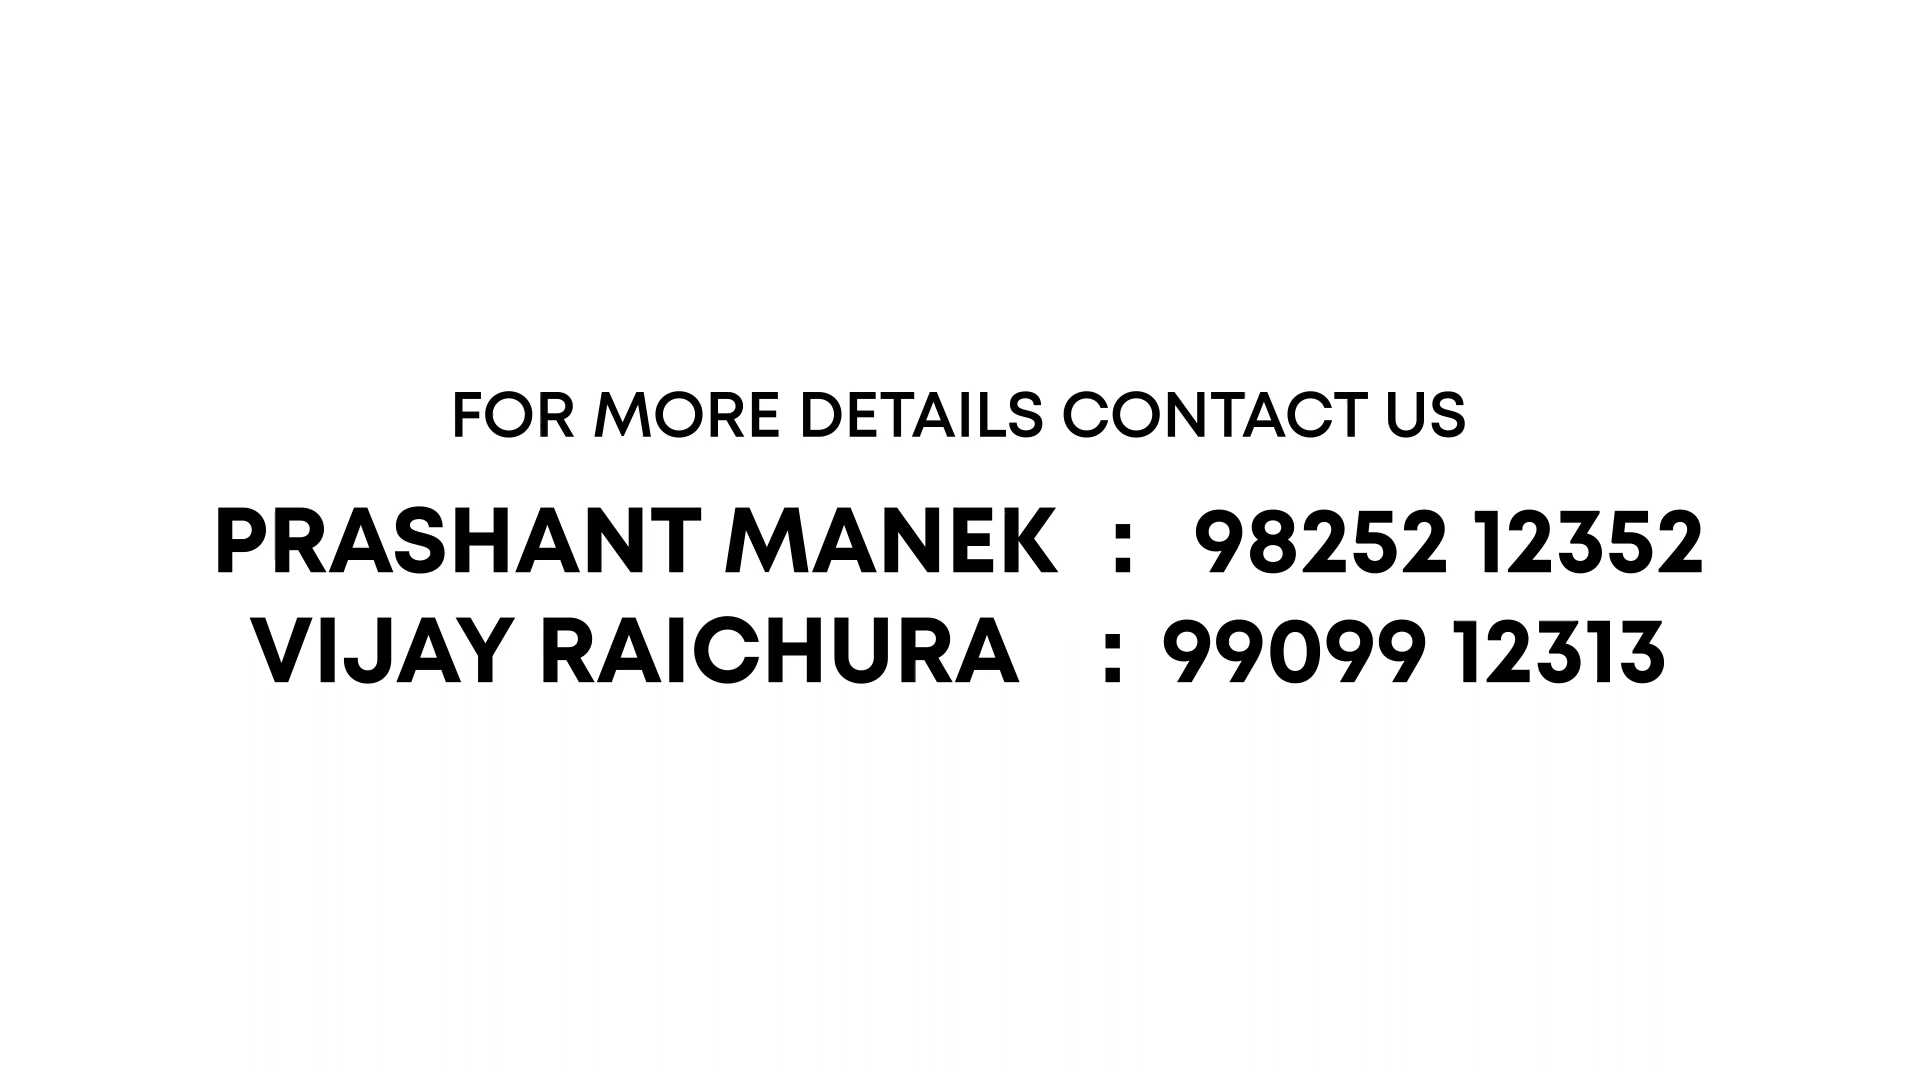 FOR MORE DETAILS CONTACT US
PRASHANT MANEK : 98252 12352
VIJAY RAICHURA : 99099 12313